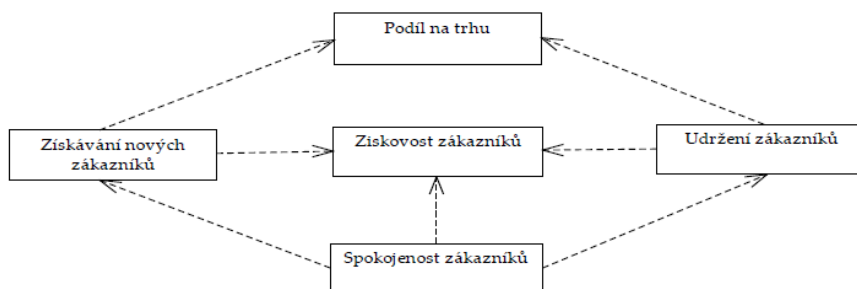 Podíl na trhu
Získávání nových
zákazníků
Ziskovost zákazníků
Udržení zákazníků
Spokojenost zákazníků